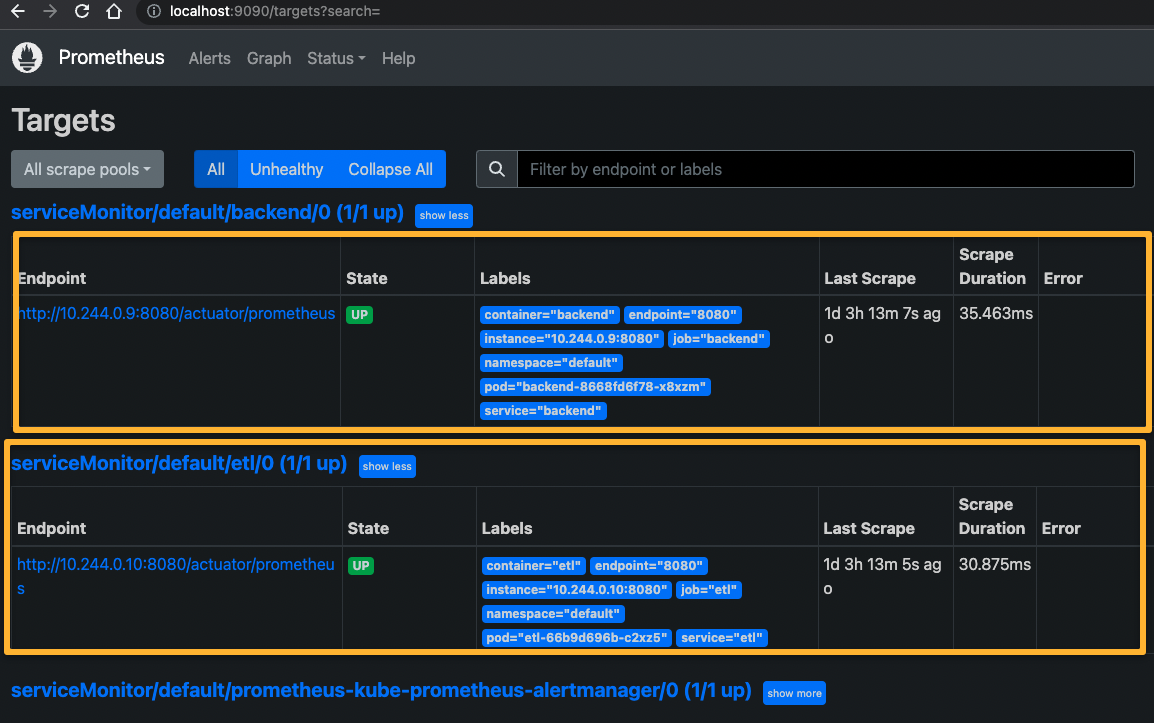 localhost:9090/targets?search=
Prometheus Alerts Graph Status Help
Targets
All scrape pools All Unhealthy Collapse All Filter by endpoint or labels
serviceMonitor/default/backend/0 (1/1 up) show less
Scrape
Endpoint State Labels Last Scrape Duration Error
http://10.244.0.9:8080/actuator/prometheus UP container="backend" endpoint="8080" 1d 3h 13m 7s ag 35.463ms
instance="10.244.0.9:8080" job="backend" o
namespace="default"
pod="backend-8668fd6f78-x8xzm"
service="backend"
serviceMonitor/default/etl/0 (1/1 up) show less
Scrape
Endpoint State Labels Last Scrape Duration Error
http://10.244.0.10:8080/actuator/prometheu UP container="etl" endpoint="8080" 1d 3h 13m 5s ag 30.875ms
s instance="10.244.0.10:8080" job="etl" o
namespace="default"
pod="etl-66b9d696b-c2xz5" service="etl"
serviceMonitor/default/prometheus-kube-prometheus-alertmanager/0 (1/1 up) show more